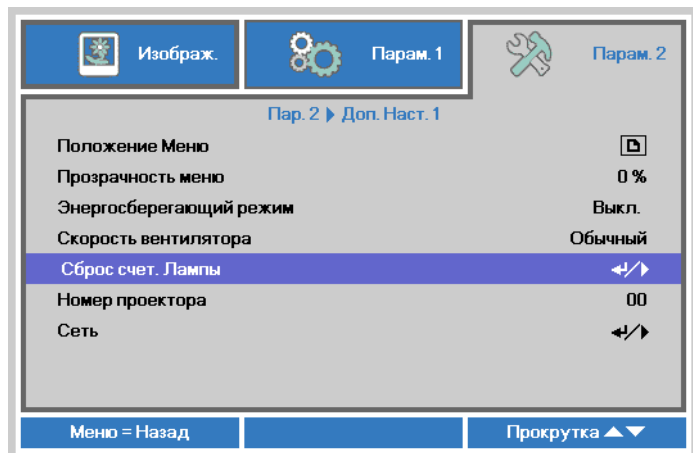 Изображ. Парам. 1 Парам. 2
Пар. 2 Доп. Наст. 1
Положение Меню
Прозрачность меню 0 %
Энергосберегающий режим Выкл.
Скорость вентилятора Обычный
Сброс счет. Лампы
Номер проектора 00
Сеть
Меню = Назад Прокрутка